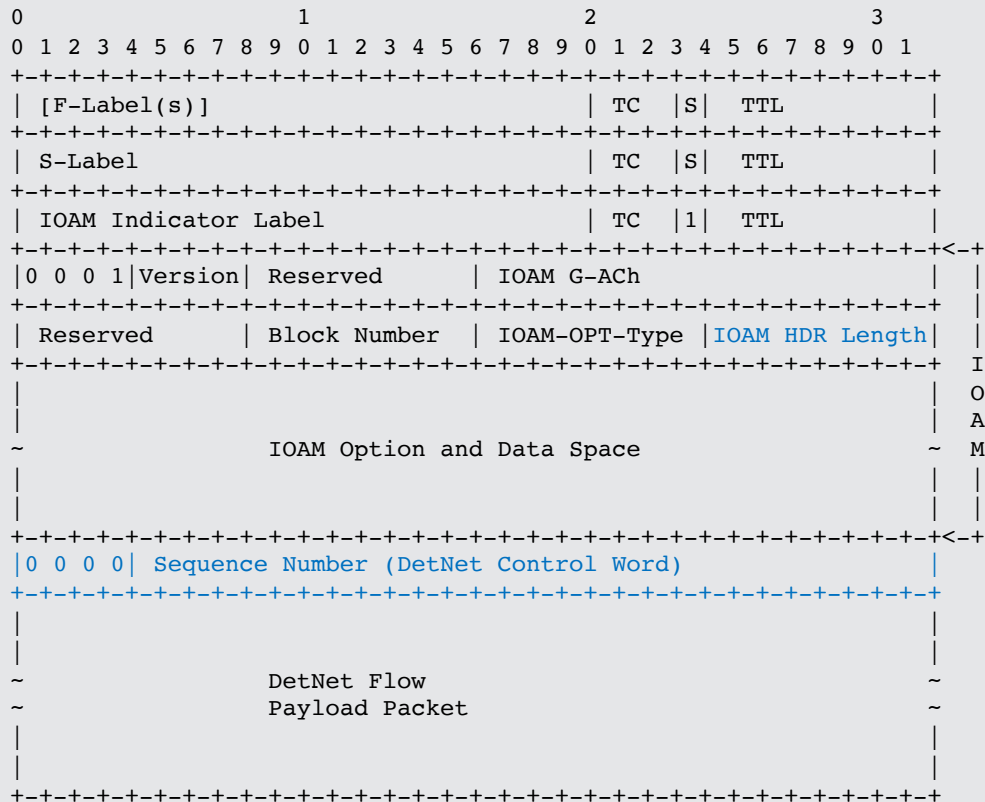 0                   1                   2                   3
0 1 2 3 4 5 6 7 8 9 0 1 2 3 4 5 6 7 8 9 0 1 2 3 4 5 6 7 8 9 0 1
+-+-+-+-+-+-+-+-+-+-+-+-+-+-+-+-+-+-+-+-+-+-+-+-+-+-+-+-+-+-+-+-+
| [F-Label(s)]                          | TC  |S|  TTL          |
+-+-+-+-+-+-+-+-+-+-+-+-+-+-+-+-+-+-+-+-+-+-+-+-+-+-+-+-+-+-+-+-+
| S-Label                               | TC  |S|  TTL          |
+-+-+-+-+-+-+-+-+-+-+-+-+-+-+-+-+-+-+-+-+-+-+-+-+-+-+-+-+-+-+-+-+
| IOAM Indicator Label                  | TC  |1|  TTL          |
+-+-+-+-+-+-+-+-+-+-+-+-+-+-+-+-+-+-+-+-+-+-+-+-+-+-+-+-+-+-+-+-+<-+
|0 0 0 1|Version| Reserved      | IOAM G-ACh                    |  |
+-+-+-+-+-+-+-+-+-+-+-+-+-+-+-+-+-+-+-+-+-+-+-+-+-+-+-+-+-+-+-+-+  |
| Reserved      | Block Number  | IOAM-OPT-Type |IOAM HDR Length|  |
+-+-+-+-+-+-+-+-+-+-+-+-+-+-+-+-+-+-+-+-+-+-+-+-+-+-+-+-+-+-+-+-+  I
|                                                               |  O
|                                                               |  A
~                 IOAM Option and Data Space                    ~  M
|                                                               |  |
|                                                               |  |
+-+-+-+-+-+-+-+-+-+-+-+-+-+-+-+-+-+-+-+-+-+-+-+-+-+-+-+-+-+-+-+-+<-+
|0 0 0 0| Sequence Number (DetNet Control Word)                 |
+-+-+-+-+-+-+-+-+-+-+-+-+-+-+-+-+-+-+-+-+-+-+-+-+-+-+-+-+-+-+-+-+
|                                                               |
|                                                               |
~                 DetNet Flow                                   ~
~                 Payload Packet                                ~
|                                                               |
|                                                               |
+-+-+-+-+-+-+-+-+-+-+-+-+-+-+-+-+-+-+-+-+-+-+-+-+-+-+-+-+-+-+-+-+